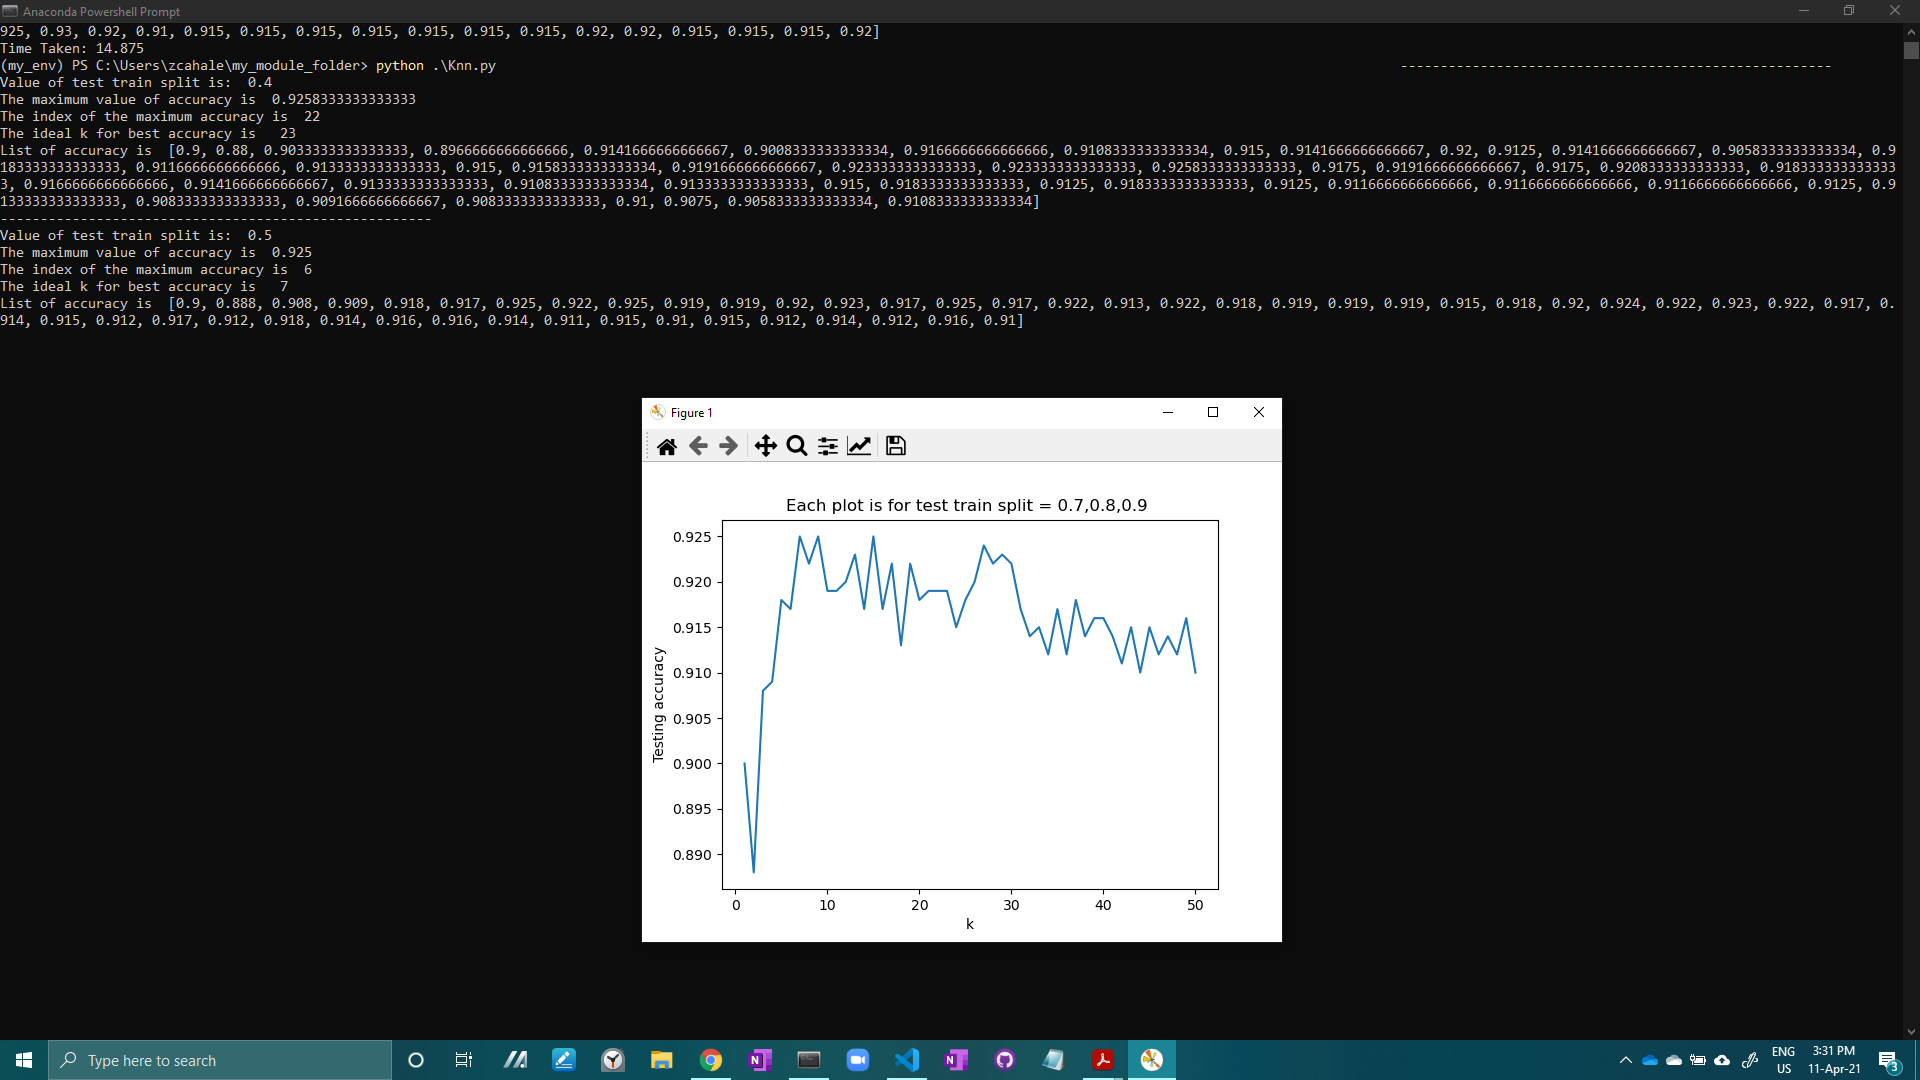 Anaconda Powershell Prompt
925, 0.93, 0.92, 0.91, 0.915, 0.915, 0.915, 0.915, 0.915, 0.915, 0.915, 0.92, 0.92, 0.915, 0.915, 0.915, 0.92]
Time Taken: 14.875
(my_env) PS C:\Users\zcahale\my_module_folder> python .\Knn.py ------------------------------------------------------
Value of test train split is:  0.4
The maximum value of accuracy is  0.9258333333333333
The index of the maximum accuracy is  22
The ideal k for best accuracy is   23
List of accuracy is  [0.9, 0.88, 0.9033333333333333, 0.8966666666666666, 0.9141666666666667, 0.9008333333333334, 0.9166666666666666, 0.9108333333333334, 0.915, 0.9141666666666667, 0.92, 0.9125, 0.9141666666666667, 0.9058333333333334, 0.9
183333333333333, 0.9116666666666666, 0.9133333333333333, 0.915, 0.9158333333333334, 0.9191666666666667, 0.9233333333333333, 0.9233333333333333, 0.9258333333333333, 0.9175, 0.9191666666666667, 0.9175, 0.9208333333333333, 0.918333333333333
3, 0.9166666666666666, 0.9141666666666667, 0.9133333333333333, 0.9108333333333334, 0.9133333333333333, 0.915, 0.9183333333333333, 0.9125, 0.9183333333333333, 0.9125, 0.9116666666666666, 0.9116666666666666, 0.9116666666666666, 0.9125, 0.9
133333333333333, 0.9083333333333333, 0.9091666666666667, 0.9083333333333333, 0.91, 0.9075, 0.9058333333333334, 0.9108333333333334]
------------------------------------------------------
Value of test train split is:  0.5
The maximum value of accuracy is  0.925
The index of the maximum accuracy is  6
The ideal k for best accuracy is   7
List of accuracy is  [0.9, 0.888, 0.908, 0.909, 0.918, 0.917, 0.925, 0.922, 0.925, 0.919, 0.919, 0.92, 0.923, 0.917, 0.925, 0.917, 0.922, 0.913, 0.922, 0.918, 0.919, 0.919, 0.919, 0.915, 0.918, 0.92, 0.924, 0.922, 0.923, 0.922, 0.917, 0.
914, 0.915, 0.912, 0.917, 0.912, 0.918, 0.914, 0.916, 0.916, 0.914, 0.911, 0.915, 0.91, 0.915, 0.912, 0.914, 0.912, 0.916, 0.91]
Figure 1
Each plot is for test train split = 0.7,0.8,0.9
0.925
0.920
0.915
0.910
0.905
0.900
0.895
0.890
Testing accuracy
0 10 20 30 40 50
k
Type here to search
ENG
US
3:31 PM
11-Apr-21
3